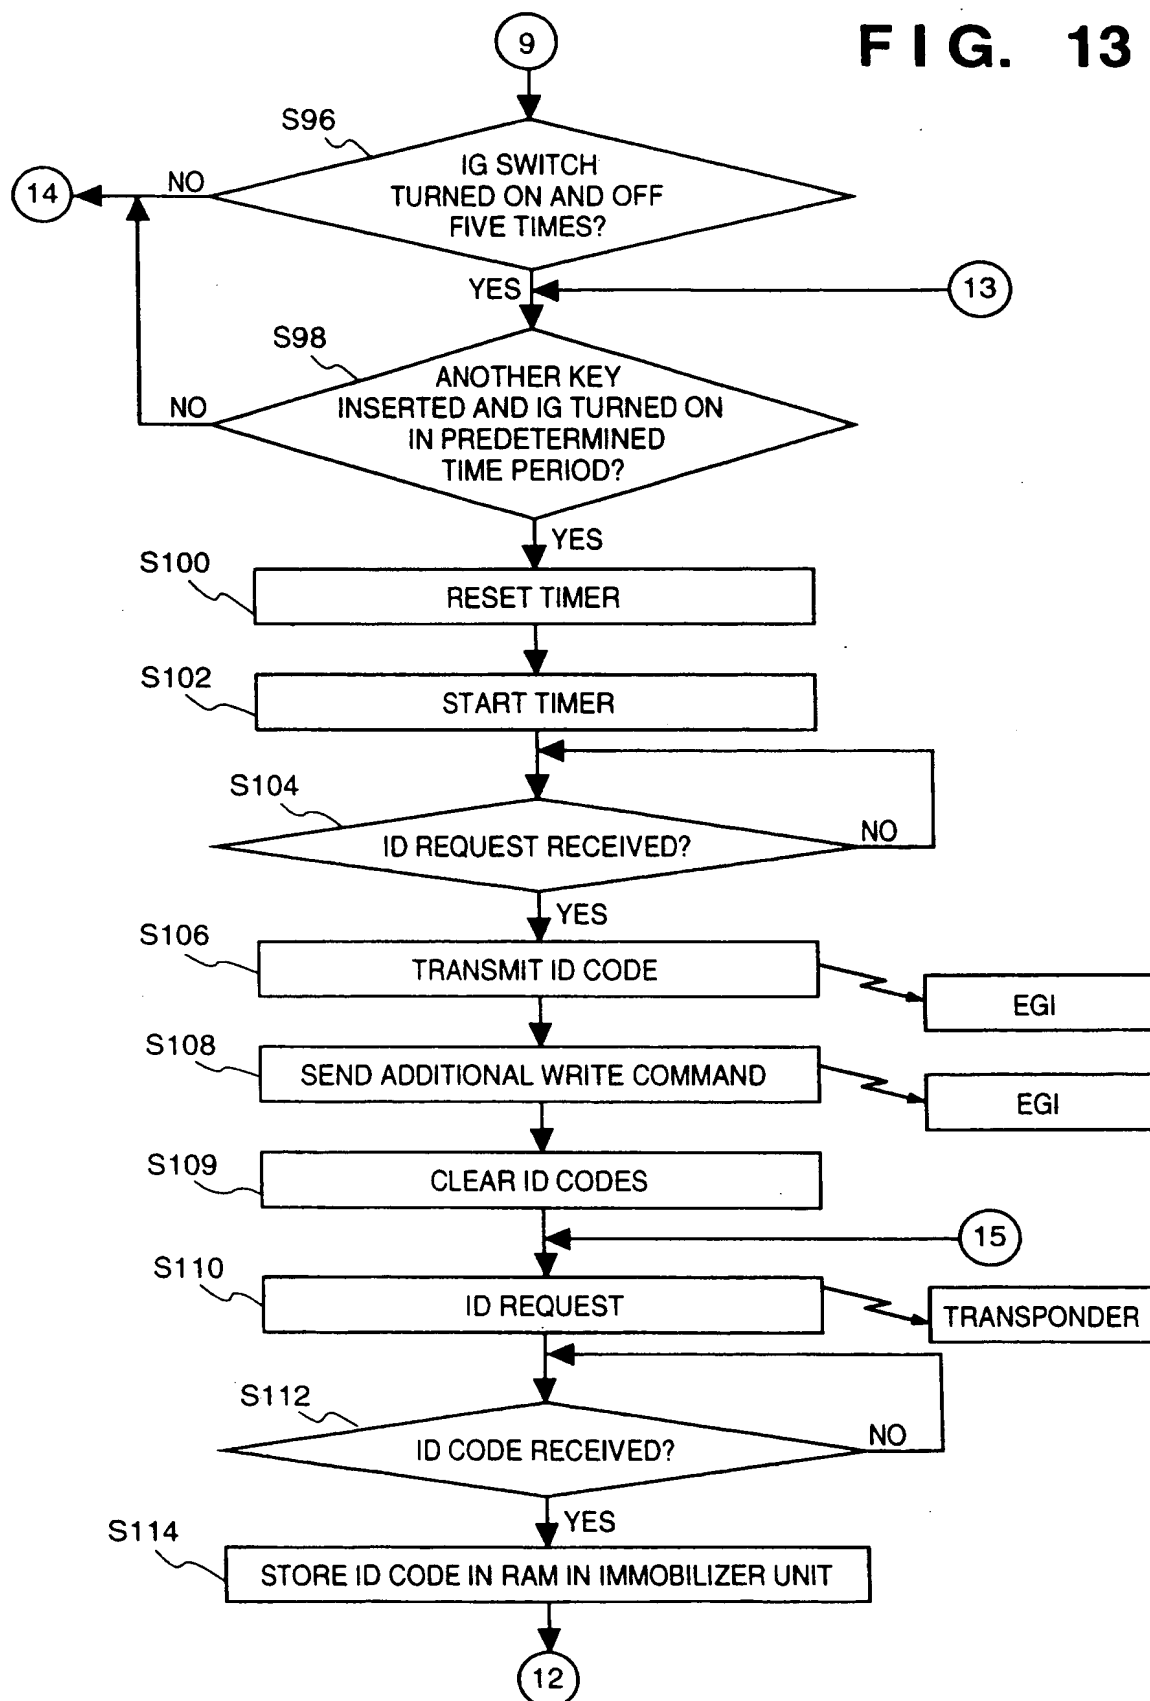 FIG. 13
9
S96
IG SWITCH
TURNED ON AND OFF
FIVE TIMES?
NO
14
YES
13
S98
ANOTHER KEY
INSERTED AND IG TURNED ON
IN PREDETERMINED
TIME PERIOD?
NO
YES
S100
RESET TIMER
S102
START TIMER
S104
ID REQUEST RECEIVED?
NO
YES
S106
TRANSMIT ID CODE
EGI
S108
SEND ADDITIONAL WRITE COMMAND
EGI
S109
CLEAR ID CODES
15
S110
ID REQUEST
TRANSPONDER
S112
ID CODE RECEIVED?
NO
YES
S114
STORE ID CODE IN RAM IN IMMOBILIZER UNIT
12